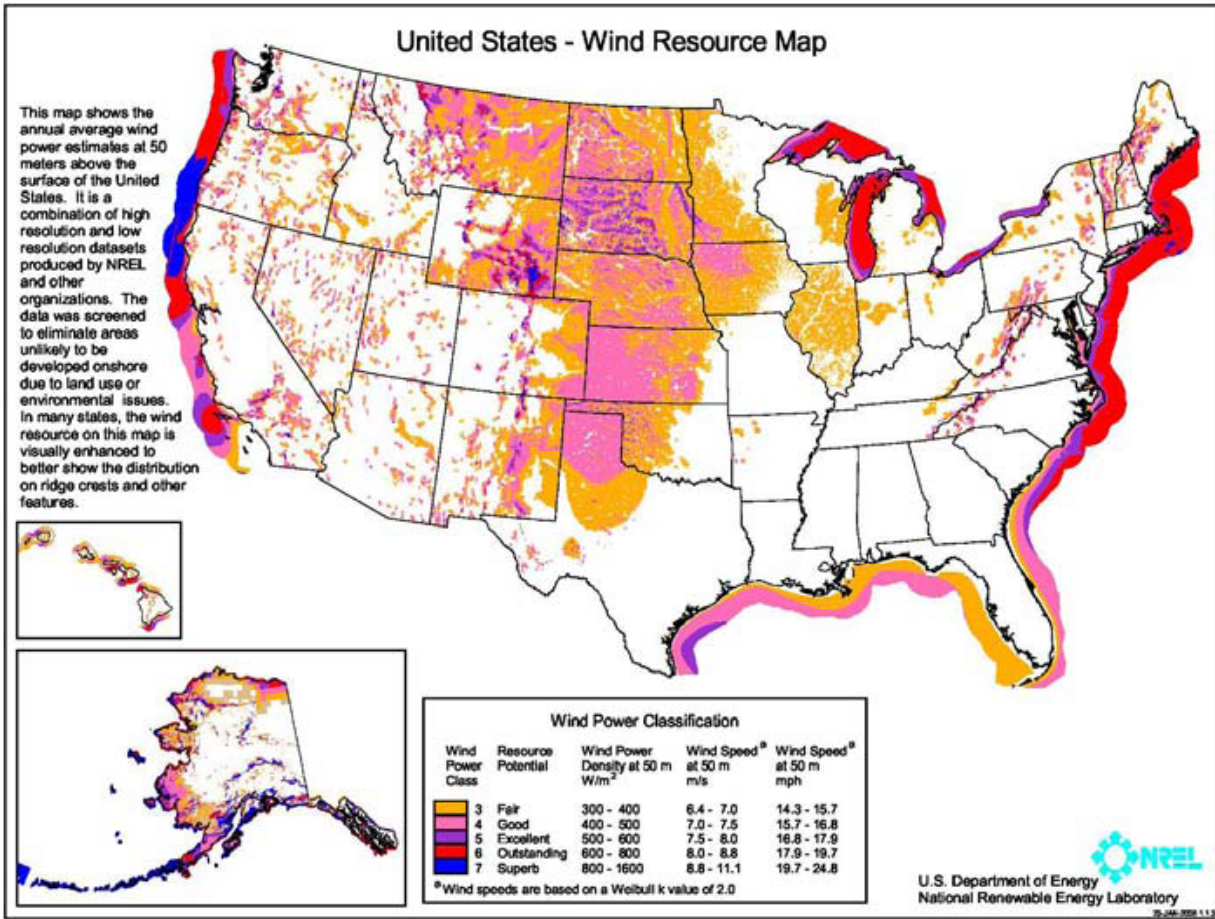 United States - Wind Resource Map
This map shows the
annual average wind
power estimates at 50
meters above the
surface of the United
States. It is a
combination of high
resolution and low
resolution datasets
produced by NREL
and other
organizations. The
data was screened
to eliminate areas
unlikely to be
developed onshore
due to land use or
environmental issues.
In many states, the wind
resource on this map is
visually enhanced to
better show the distribution
on ridge crests and other
features.
Wind Power Classification
Wind Power Class Resource Potential Wind Power Density at 50 m W/m² Wind Speed a at 50 m m/s Wind Speed a at 50 m mph
3 Fair 300 - 400 6.4 - 7.0 14.3 - 15.7
4 Good 400 - 500 7.0 - 7.5 15.7 - 16.8
5 Excellent 500 - 600 7.5 - 8.0 16.8 - 17.9
6 Outstanding 600 - 800 8.0 - 8.8 17.9 - 19.7
7 Superb 800 - 1600 8.8 - 11.1 19.7 - 24.8
a Wind speeds are based on a Weibull k value of 2.0
NREL
U.S. Department of Energy
National Renewable Energy Laboratory